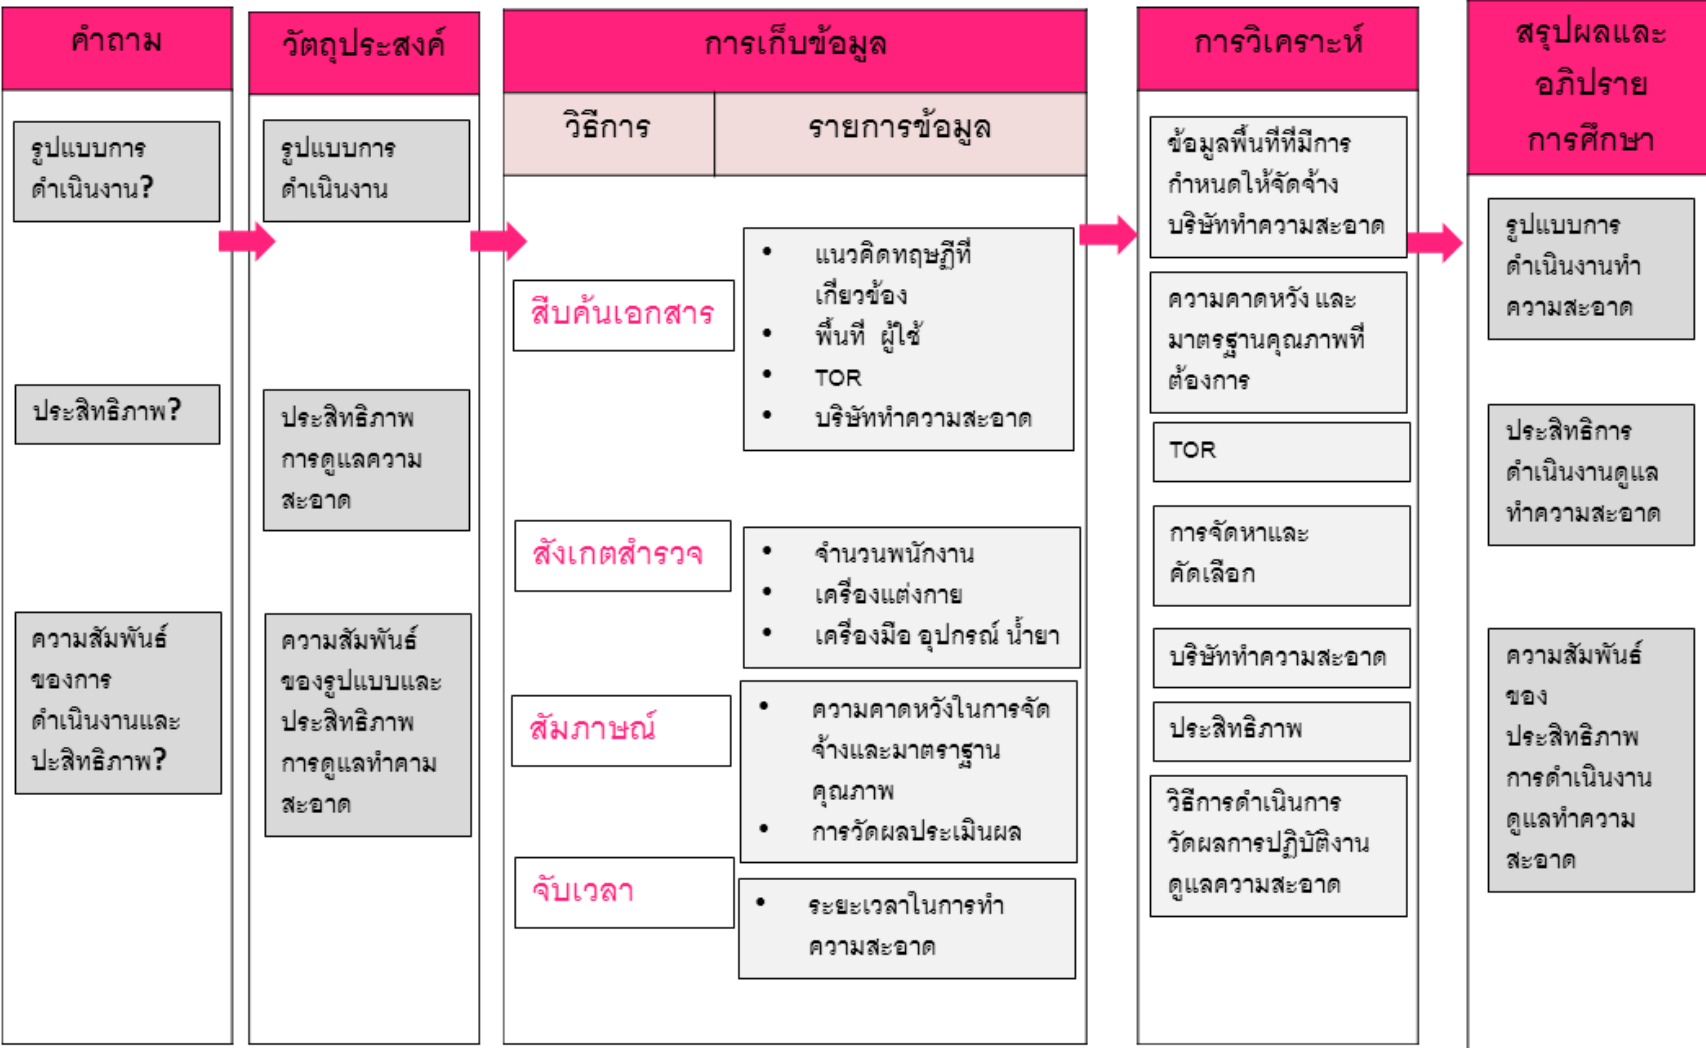 คำถาม
รูปแบบการ
ดำเนินงาน?
ประสิทธิภาพ?
ความสัมพันธ์
ของการ
ดำเนินงานและ
ปะสิทธิภาพ?
วัตถุประสงค์
รูปแบบการ
ดำเนินงาน
ประสิทธิภาพ
การดูแลความ
สะอาด
ความสัมพันธ์
ของรูปแบบและ
ประสิทธิภาพ
การดูแลทำคาม
สะอาด
การเก็บข้อมูล
วิธีการ
รายการข้อมูล
สืบค้นเอกสาร
• แนวคิดทฤษฎีที่
เกี่ยวข้อง
• พื้นที่ ผู้ใช้
• TOR
• บริษัททำความสะอาด
สังเกตสำรวจ
• จำนวนพนักงาน
• เครื่องแต่งกาย
• เครื่องมือ อุปกรณ์ น้ำยา
สัมภาษณ์
• ความคาดหวังในการจัด
จ้างและมาตราฐาน
คุณภาพ
• การวัดผลประเมินผล
จับเวลา
• ระยะเวลาในการทำ
ความสะอาด
การวิเคราะห์
ข้อมูลพื้นที่ที่มีการ
กำหนดให้จัดจ้าง
บริษัททำความสะอาด
ความคาดหวัง และ
มาตรฐานคุณภาพที่
ต้องการ
TOR
การจัดหาและ
คัดเลือก
บริษัททำความสะอาด
ประสิทธิภาพ
วิธีการดำเนินการ
วัดผลการปฏิบัติงาน
ดูแลความสะอาด
สรุปผลและ
อภิปราย
การศึกษา
รูปแบบการ
ดำเนินงานทำ
ความสะอาด
ประสิทธิการ
ดำเนินงานดูแล
ทำความสะอาด
ความสัมพันธ์
ของ
ประสิทธิภาพ
การดำเนินงาน
ดูแลทำความ
สะอาด